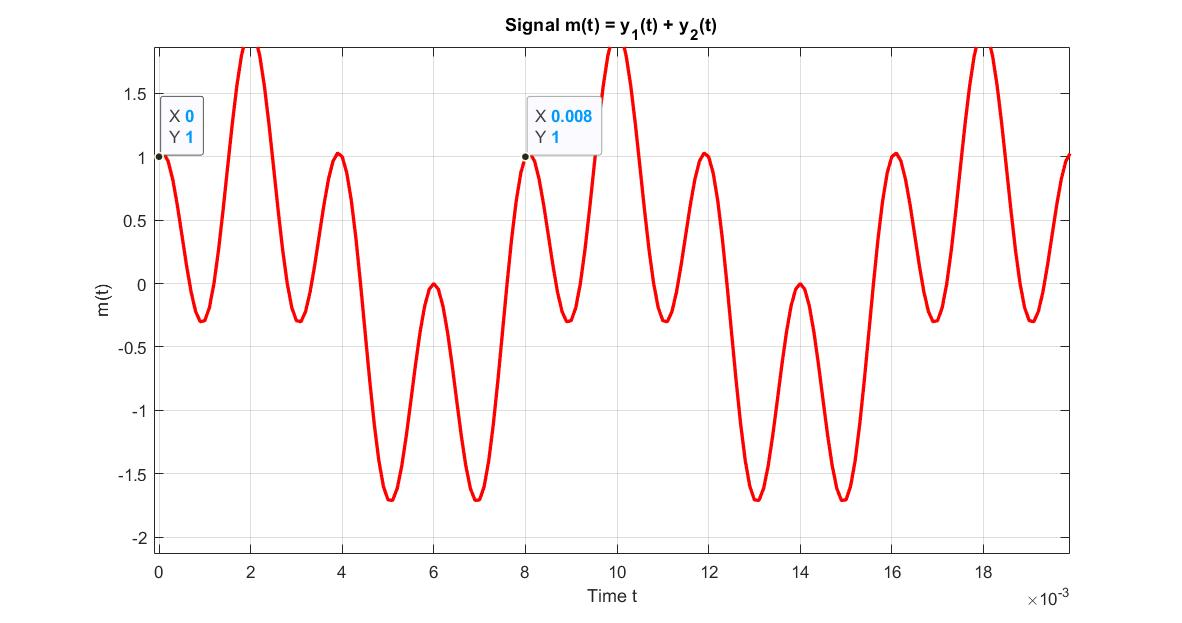 Signal m(t) = y₁(t) + y₂(t)
1.5
X 0
Y 1
X 0.008
Y 1
1
0.5
0
-0.5
-1
-1.5
-2
m(t)
0 2 4 6 8 10 12 14 16 18
Time t
×10⁻³